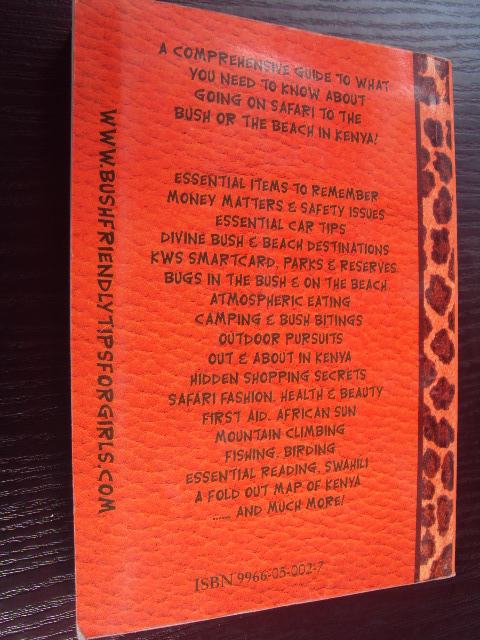 A COMPREHENSIVE GUIDE TO WHAT
YOU NEED TO KNOW ABOUT
GOING ON SAFARI TO THE
BUSH OR THE BEACH IN KENYA!
ESSENTIAL ITEMS TO REMEMBER
MONEY MATTERS & SAFETY ISSUES
ESSENTIAL CAR TIPS
DIVINE BUSH & BEACH DESTINATIONS
KWS SMARTCARD, PARKS & RESERVES
BUGS IN THE BUSH & ON THE BEACH
ATMOSPHERIC EATING
CAMPING & BUSH BITINGS
OUTDOOR PURSUITS
OUT & ABOUT IN KENYA
HIDDEN SHOPPING SECRETS
SAFARI FASHION, HEALTH & BEAUTY
FIRST AID, AFRICAN SUN
MOUNTAIN CLIMBING
FISHING, BIRDING
ESSENTIAL READING, SWAHILI
A FOLD OUT MAP OF KENYA
...... AND MUCH MORE!
ISBN 9966-05-002-7
WWW.BUSHFRIENDLYTIPSFORGIRLS.COM